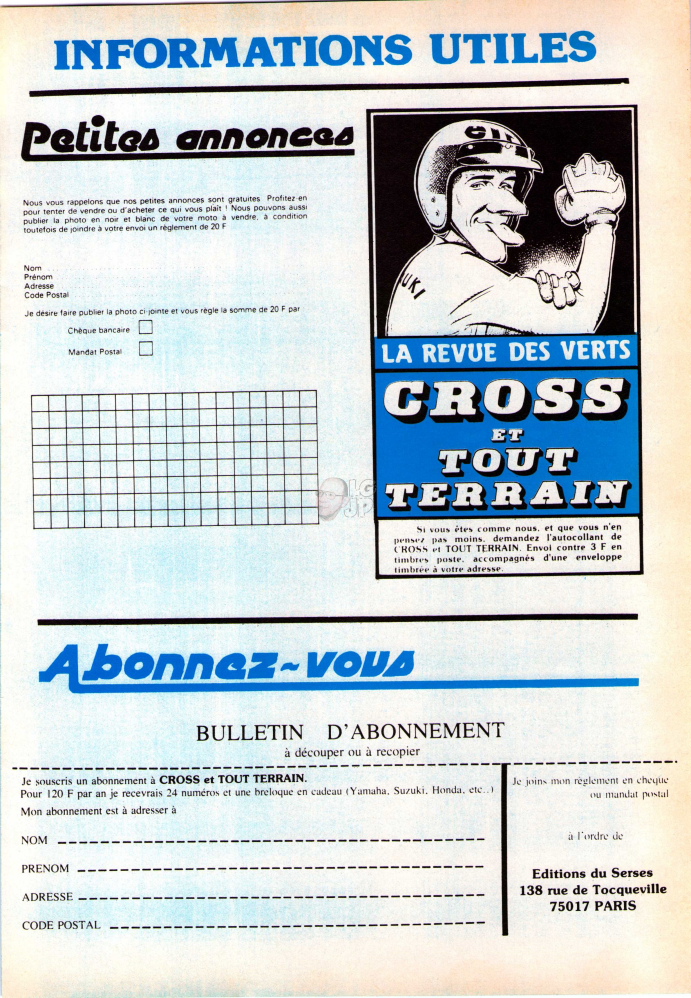 INFORMATIONS UTILES
Petites annonces
Nous vous rappelons que nos petites annonces sont gratuites. Profitez-en
pour tenter de vendre ou d'acheter ce qui vous plaît ! Nous pouvons aussi
publier la photo en noir et blanc de votre moto à vendre, à condition
toutefois de joindre à votre envoi un règlement de 20 F
Nom
Prénom
Adresse
Code Postal
Je désire faire publier la photo ci-jointe et vous règle la somme de 20 F par
Chèque bancaire
Mandat Postal
UKI
LA REVUE DES VERTS
CROSS
ET
TOUT
TERRAIN
Si vous êtes comme nous, et que vous n'en
pensez pas moins, demandez l'autocollant de
CROSS et TOUT TERRAIN. Envoi contre 3 F en
timbres poste, accompagnés d'une enveloppe
timbrée à votre adresse.
Abonnez-vous
BULLETIN D'ABONNEMENT
à découper ou à recopier
Je souscris un abonnement à CROSS et TOUT TERRAIN.
Pour 120 F par an je recevrais 24 numéros et une breloque en cadeau (Yamaha, Suzuki, Honda, etc..)
Mon abonnement est à adresser à
NOM
PRENOM
ADRESSE
CODE POSTAL
Je joins mon règlement en chèque
ou mandat postal
à l'ordre de
Editions du Serses
138 rue de Tocqueville
75017 PARIS